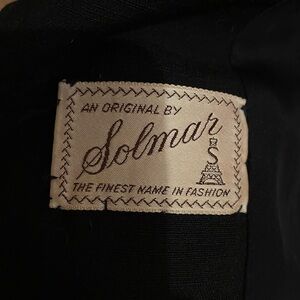 AN ORIGINAL BY
Solmar
S
THE FINEST NAME IN FASHION